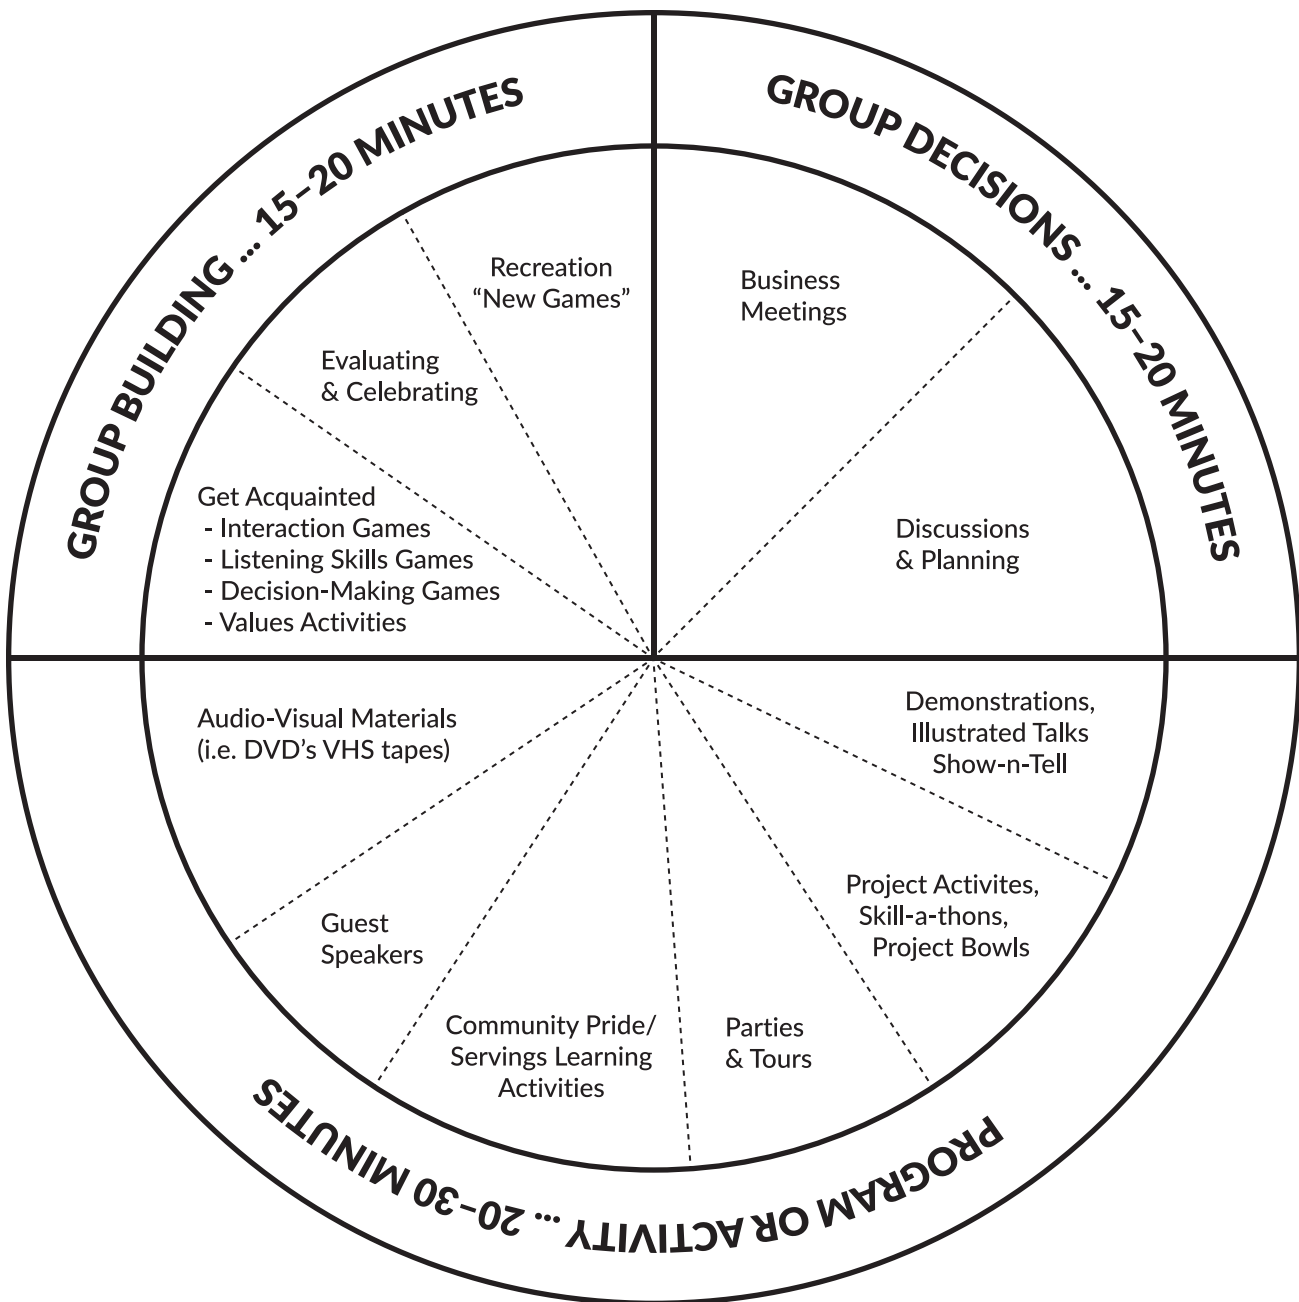 GROUP BUILDING ... 15–20 MINUTES
GROUP DECISIONS ... 15–20 MINUTES
Recreation
“New Games”
Evaluating
& Celebrating
Get Acquainted
- Interaction Games
- Listening Skills Games
- Decision-Making Games
- Values Activities
Business
Meetings
Discussions
& Planning
Demonstrations,
Illustrated Talks
Show-n-Tell
Project Activites,
Skill-a-thons,
Project Bowls
Parties
& Tours
Community Pride/
Servings Learning
Activities
Guest
Speakers
Audio-Visual Materials
(i.e. DVD’s VHS tapes)
PROGRAM OR ACTIVITY ... 20–30 MINUTES